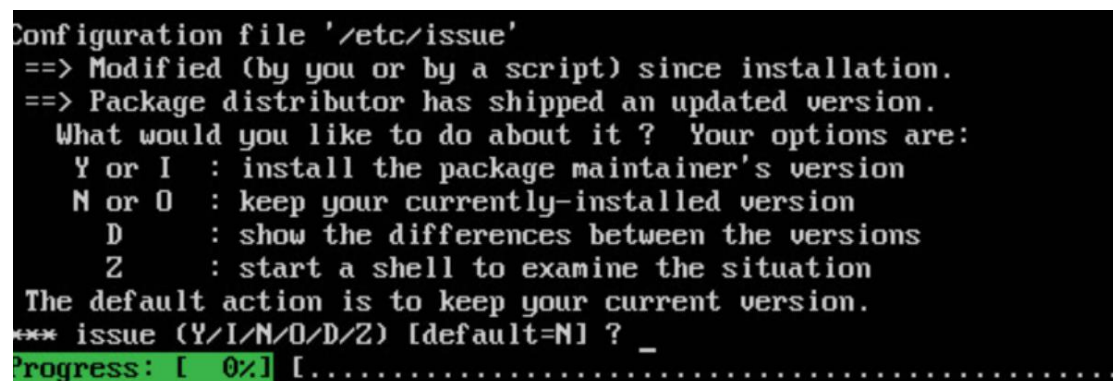 Configuration file '/etc/issue'
==> Modified (by you or by a script) since installation.
==> Package distributor has shipped an updated version.
What would you like to do about it ? Your options are:
Y or I : install the package maintainer's version
N or O : keep your currently-installed version
D : show the differences between the versions
Z : start a shell to examine the situation
The default action is to keep your current version.
*** issue (Y/I/N/O/D/Z) [default=N] ? _
Progress: [ 0%] [..................................................